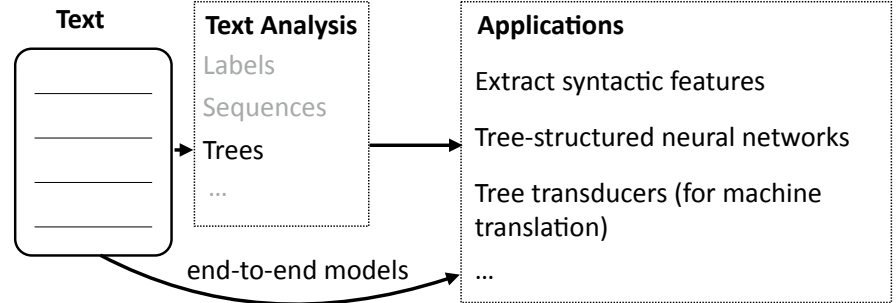 Text
Text Analysis
Labels
Sequences
Trees
...
Applications
Extract syntactic features
Tree-structured neural networks
Tree transducers (for machine
translation)
...
end-to-end models